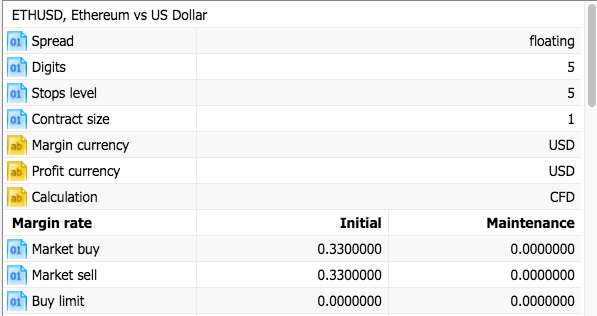 ETHUSD, Ethereum vs US Dollar
01 Spread floating
01 Digits 5
01 Stops level 5
01 Contract size 1
ab Margin currency USD
ab Profit currency USD
ab Calculation CFD
Margin rate Initial Maintenance
01 Market buy 0.3300000 0.0000000
01 Market sell 0.3300000 0.0000000
01 Buy limit 0.0000000 0.0000000